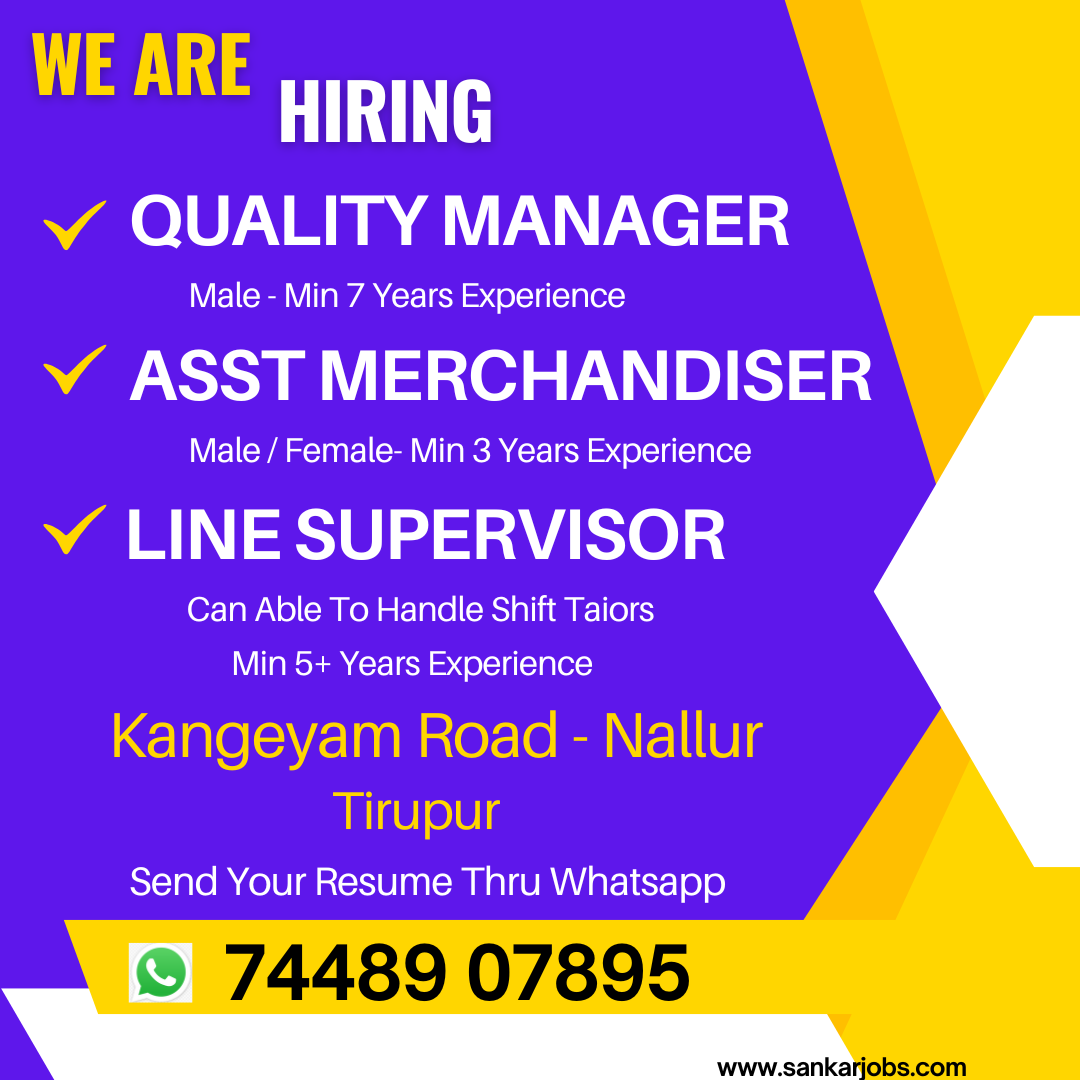 WE ARE
HIRING
QUALITY MANAGER
Male - Min 7 Years Experience
ASST MERCHANDISER
Male / Female- Min 3 Years Experience
LINE SUPERVISOR
Can Able To Handle Shift Taiors
Min 5+ Years Experience
Kangeyam Road - Nallur
Tirupur
Send Your Resume Thru Whatsapp
74489 07895
www.sankarjobs.com